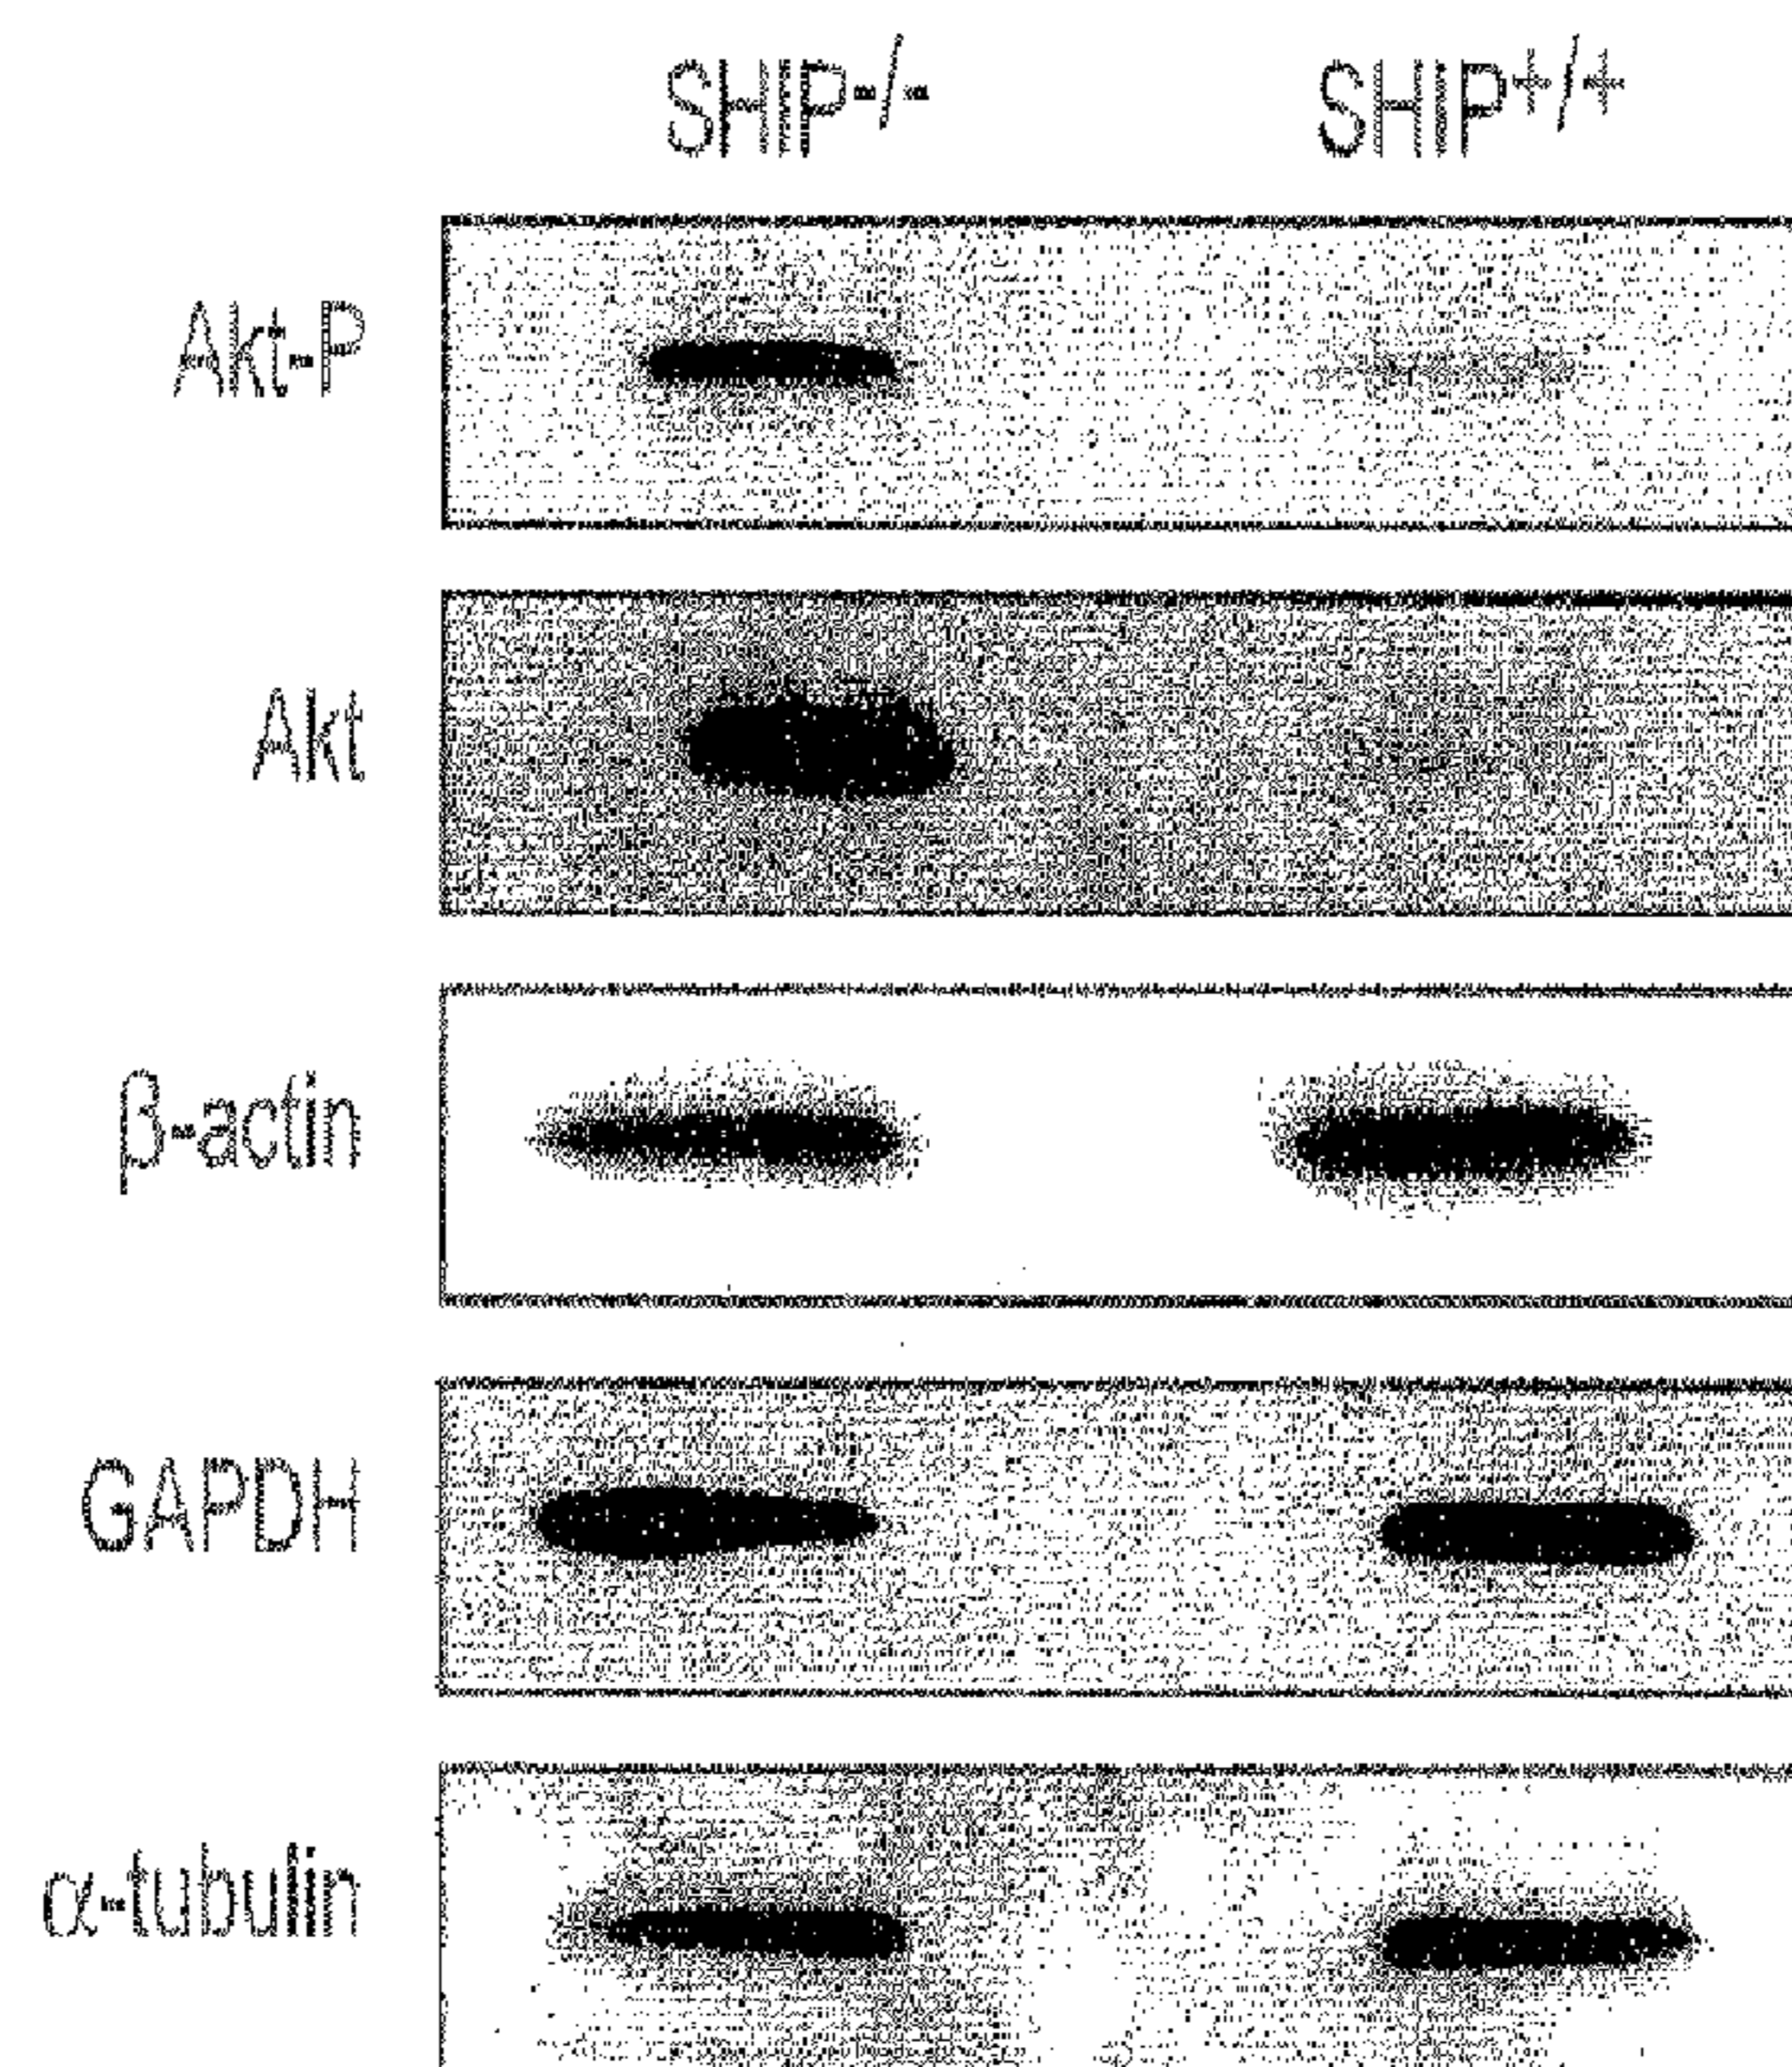 SHIP-/- SHIP+/+
Akt-P
Akt
β-actin
GAPDH
α-tubulin